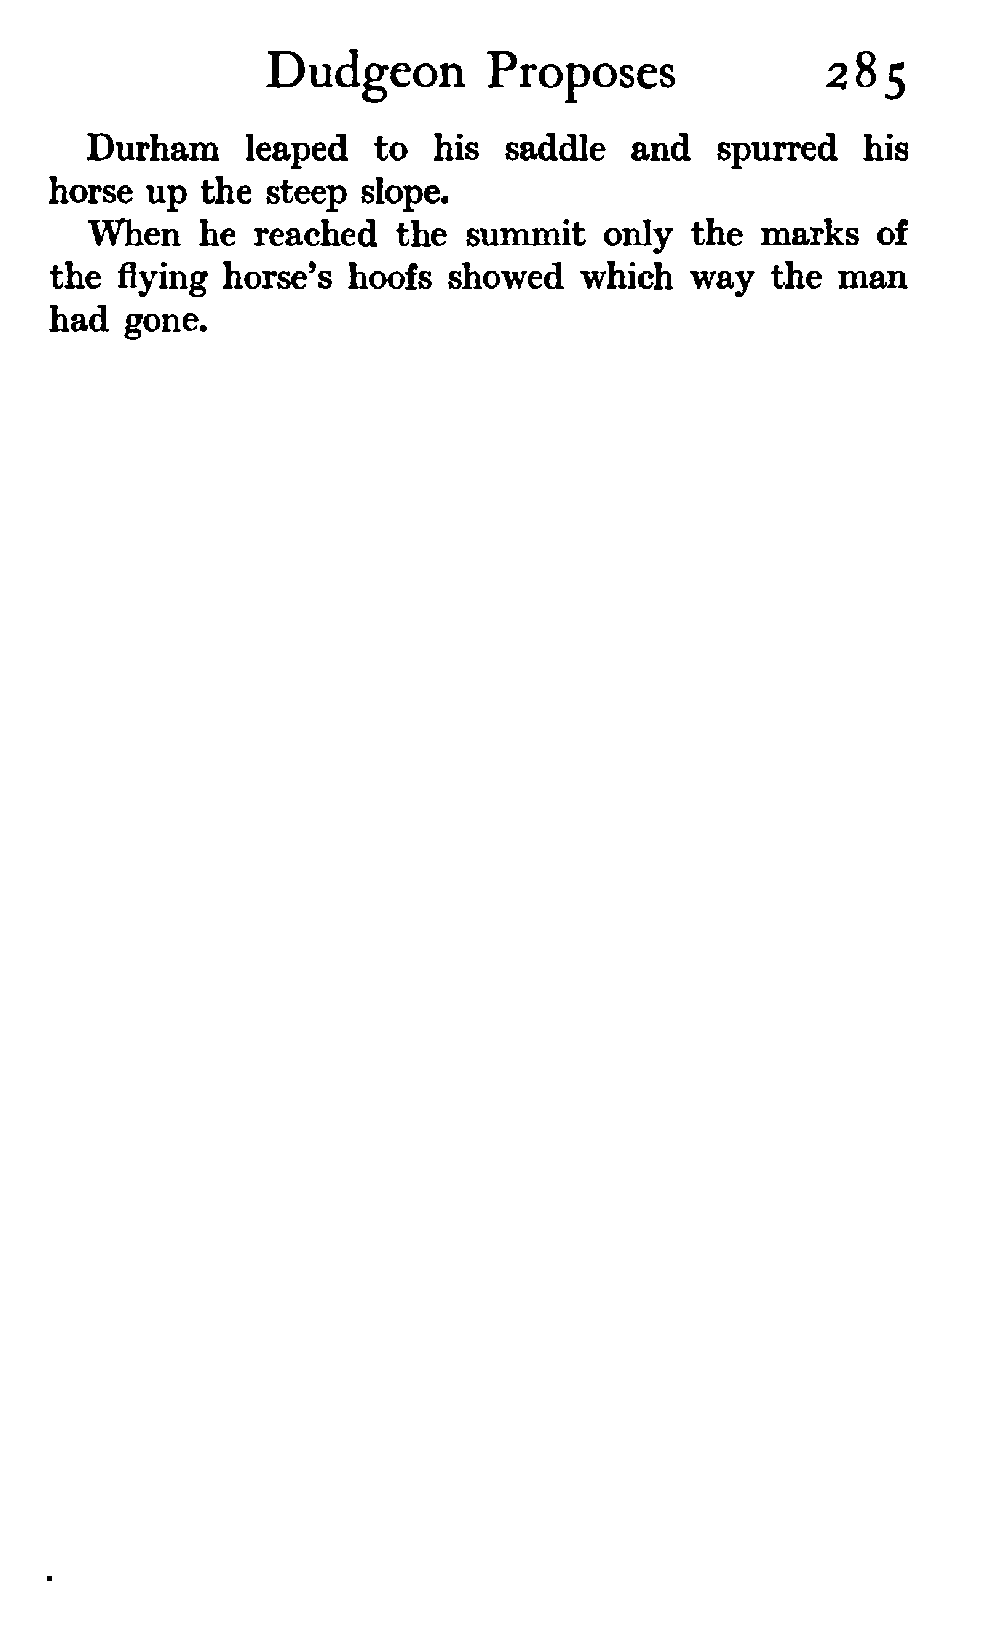 Dudgeon Proposes 285
Durham leaped to his saddle and spurred his
horse up the steep slope.
When he reached the summit only the marks of
the flying horse's hoofs showed which way the man
had gone.